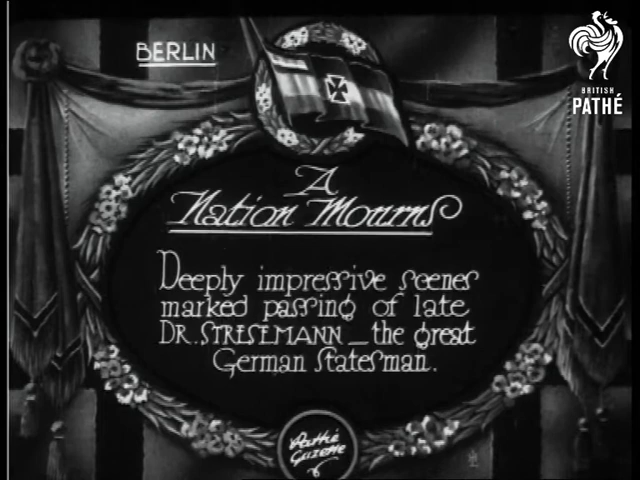 BERLIN
BRITISH
PATHÉ
A
Nation Mourns
Deeply impressive scenes
marked passing of late
DR. STRESEMANN _ the great
German Statesman.
Pathé
Gazette